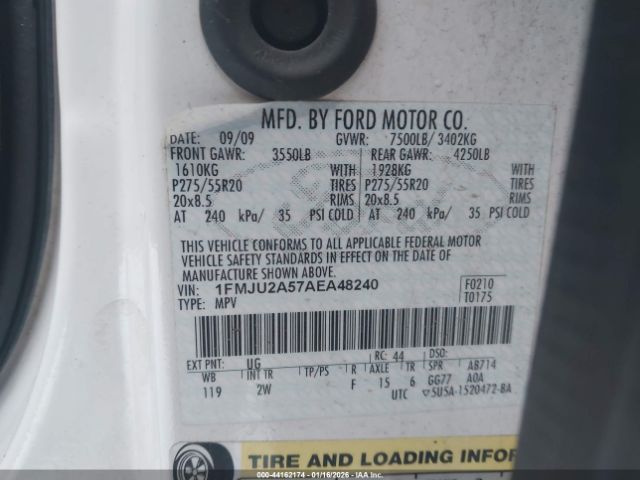 MFD. BY FORD MOTOR CO.
DATE: 09/09 GVWR: 7500LB/ 3402KG
FRONT GAWR: 3550LB REAR GAWR: 4250LB
1610KG WITH 1928KG WITH
P275/55R20 TIRES P275/55R20 TIRES
20x8.5 RIMS 20x8.5 RIMS
AT 240 kPa/ 35 PSI COLD AT 240 kPa/ 35 PSI COLD
THIS VEHICLE CONFORMS TO ALL APPLICABLE FEDERAL MOTOR
VEHICLE SAFETY STANDARDS IN EFFECT ON THE DATE OF
MANUFACTURE SHOWN ABOVE.
VIN: 1FMJU2A57AEA48240 F0210
TYPE: MPV T0175
EXT PNT: UG RC: 44 DSO:
WB INT TR TP/PS R AXLE TR SPR AB714
119 2W F 15 6 GG77 A0A
UTC ▽5U5A-1520472-BA
TIRE AND LOADING INFOR
000-44162174 - 01/16/2026 - IAAI.COM